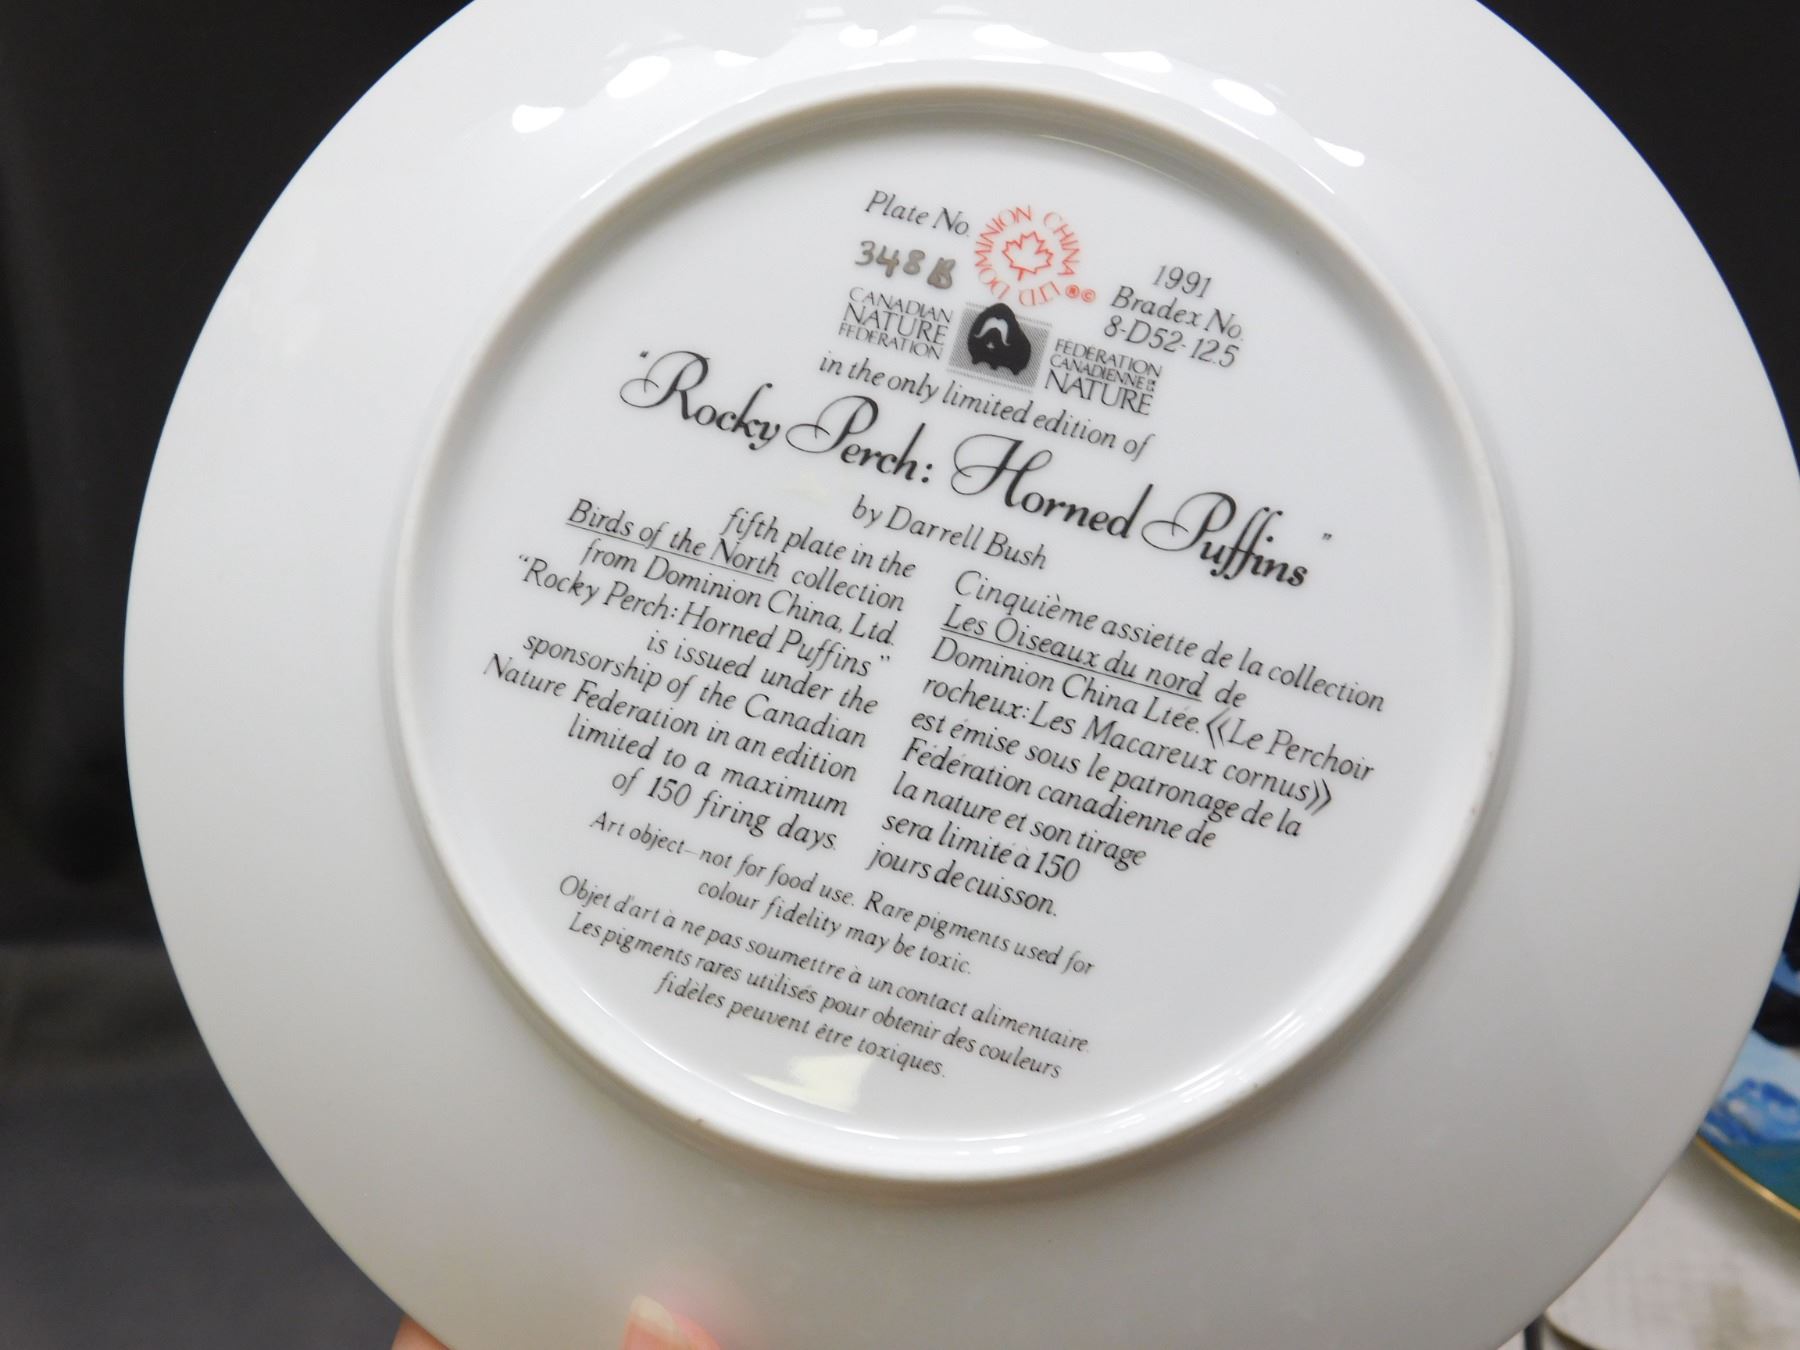 Plate No.
348 B
DOMINION CHINA LTD
®©
1991
Bradex No.
8-D52-12.5
CANADIAN
NATURE
FEDERATION
FEDERATION
CANADIENNE DE LA
NATURE
in the only limited edition of
"Rocky Perch: Horned Puffins"
by Darrell Bush
fifth plate in the
Birds of the North collection
from Dominion China, Ltd.
"Rocky Perch: Horned Puffins"
is issued under the
sponsorship of the Canadian
Nature Federation in an edition
limited to a maximum
of 150 firing days.
Cinquième assiette de la collection
Les Oiseaux du nord de
Dominion China Ltée. «Le Perchoir
rocheux: Les Macareux cornus»
est émise sous le patronage de la
Fédération canadienne de
la nature et son tirage
sera limité à 150
jours de cuisson.
Art object—not for food use. Rare pigments used for
colour fidelity may be toxic.
Objet d'art à ne pas soumettre à un contact alimentaire.
Les pigments rares utilisés pour obtenir des couleurs
fidèles peuvent être toxiques.